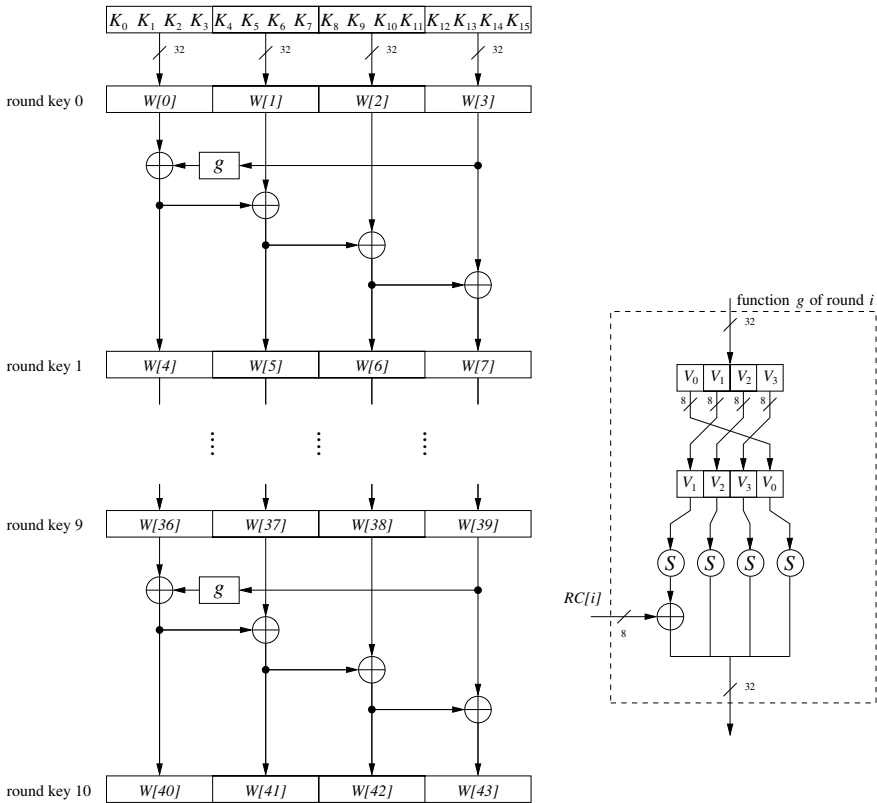 K0 K1 K2 K3 K4 K5 K6 K7 K8 K9 K10 K11 K12 K13 K14 K15
32 32 32 32
round key 0 W[0] W[1] W[2] W[3]
g
function g of round i
32
round key 1 W[4] W[5] W[6] W[7]
V0 V1 V2 V3
8 8 8 8
V1 V2 V3 V0
round key 9 W[36] W[37] W[38] W[39]
S S S S
g
RC[i]
8
32
round key 10 W[40] W[41] W[42] W[43]